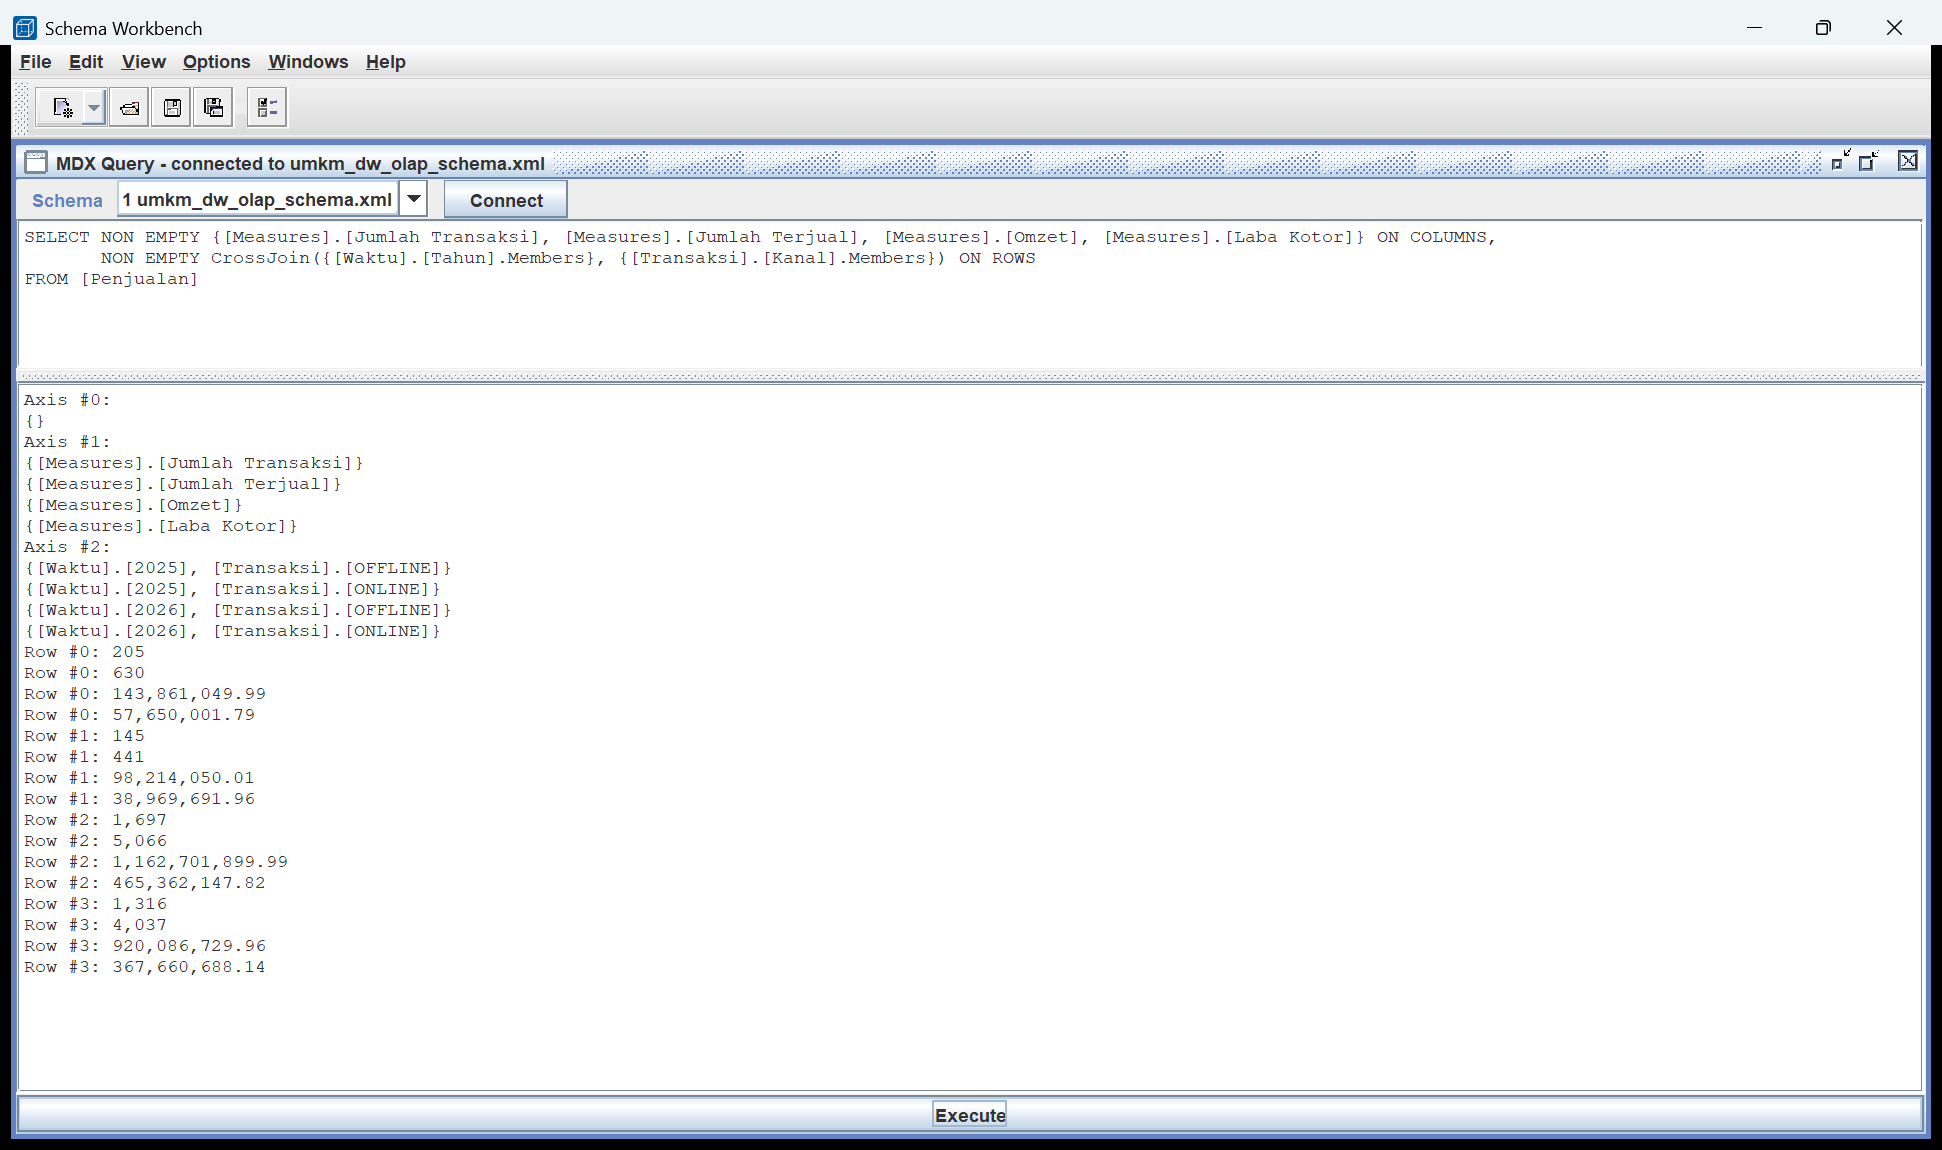 Schema Workbench
File Edit View Options Windows Help
MDX Query - connected to umkm_dw_olap_schema.xml
Schema 1 umkm_dw_olap_schema.xml Connect
SELECT NON EMPTY {[Measures].[Jumlah Transaksi], [Measures].[Jumlah Terjual], [Measures].[Omzet], [Measures].[Laba Kotor]} ON COLUMNS,
NON EMPTY CrossJoin({[Waktu].[Tahun].Members}, {[Transaksi].[Kanal].Members}) ON ROWS
FROM [Penjualan]
Axis #0:
{}
Axis #1:
{[Measures].[Jumlah Transaksi]}
{[Measures].[Jumlah Terjual]}
{[Measures].[Omzet]}
{[Measures].[Laba Kotor]}
Axis #2:
{[Waktu].[2025], [Transaksi].[OFFLINE]}
{[Waktu].[2025], [Transaksi].[ONLINE]}
{[Waktu].[2026], [Transaksi].[OFFLINE]}
{[Waktu].[2026], [Transaksi].[ONLINE]}
Row #0: 205
Row #0: 630
Row #0: 143,861,049.99
Row #0: 57,650,001.79
Row #1: 145
Row #1: 441
Row #1: 98,214,050.01
Row #1: 38,969,691.96
Row #2: 1,697
Row #2: 5,066
Row #2: 1,162,701,899.99
Row #2: 465,362,147.82
Row #3: 1,316
Row #3: 4,037
Row #3: 920,086,729.96
Row #3: 367,660,688.14
Execute